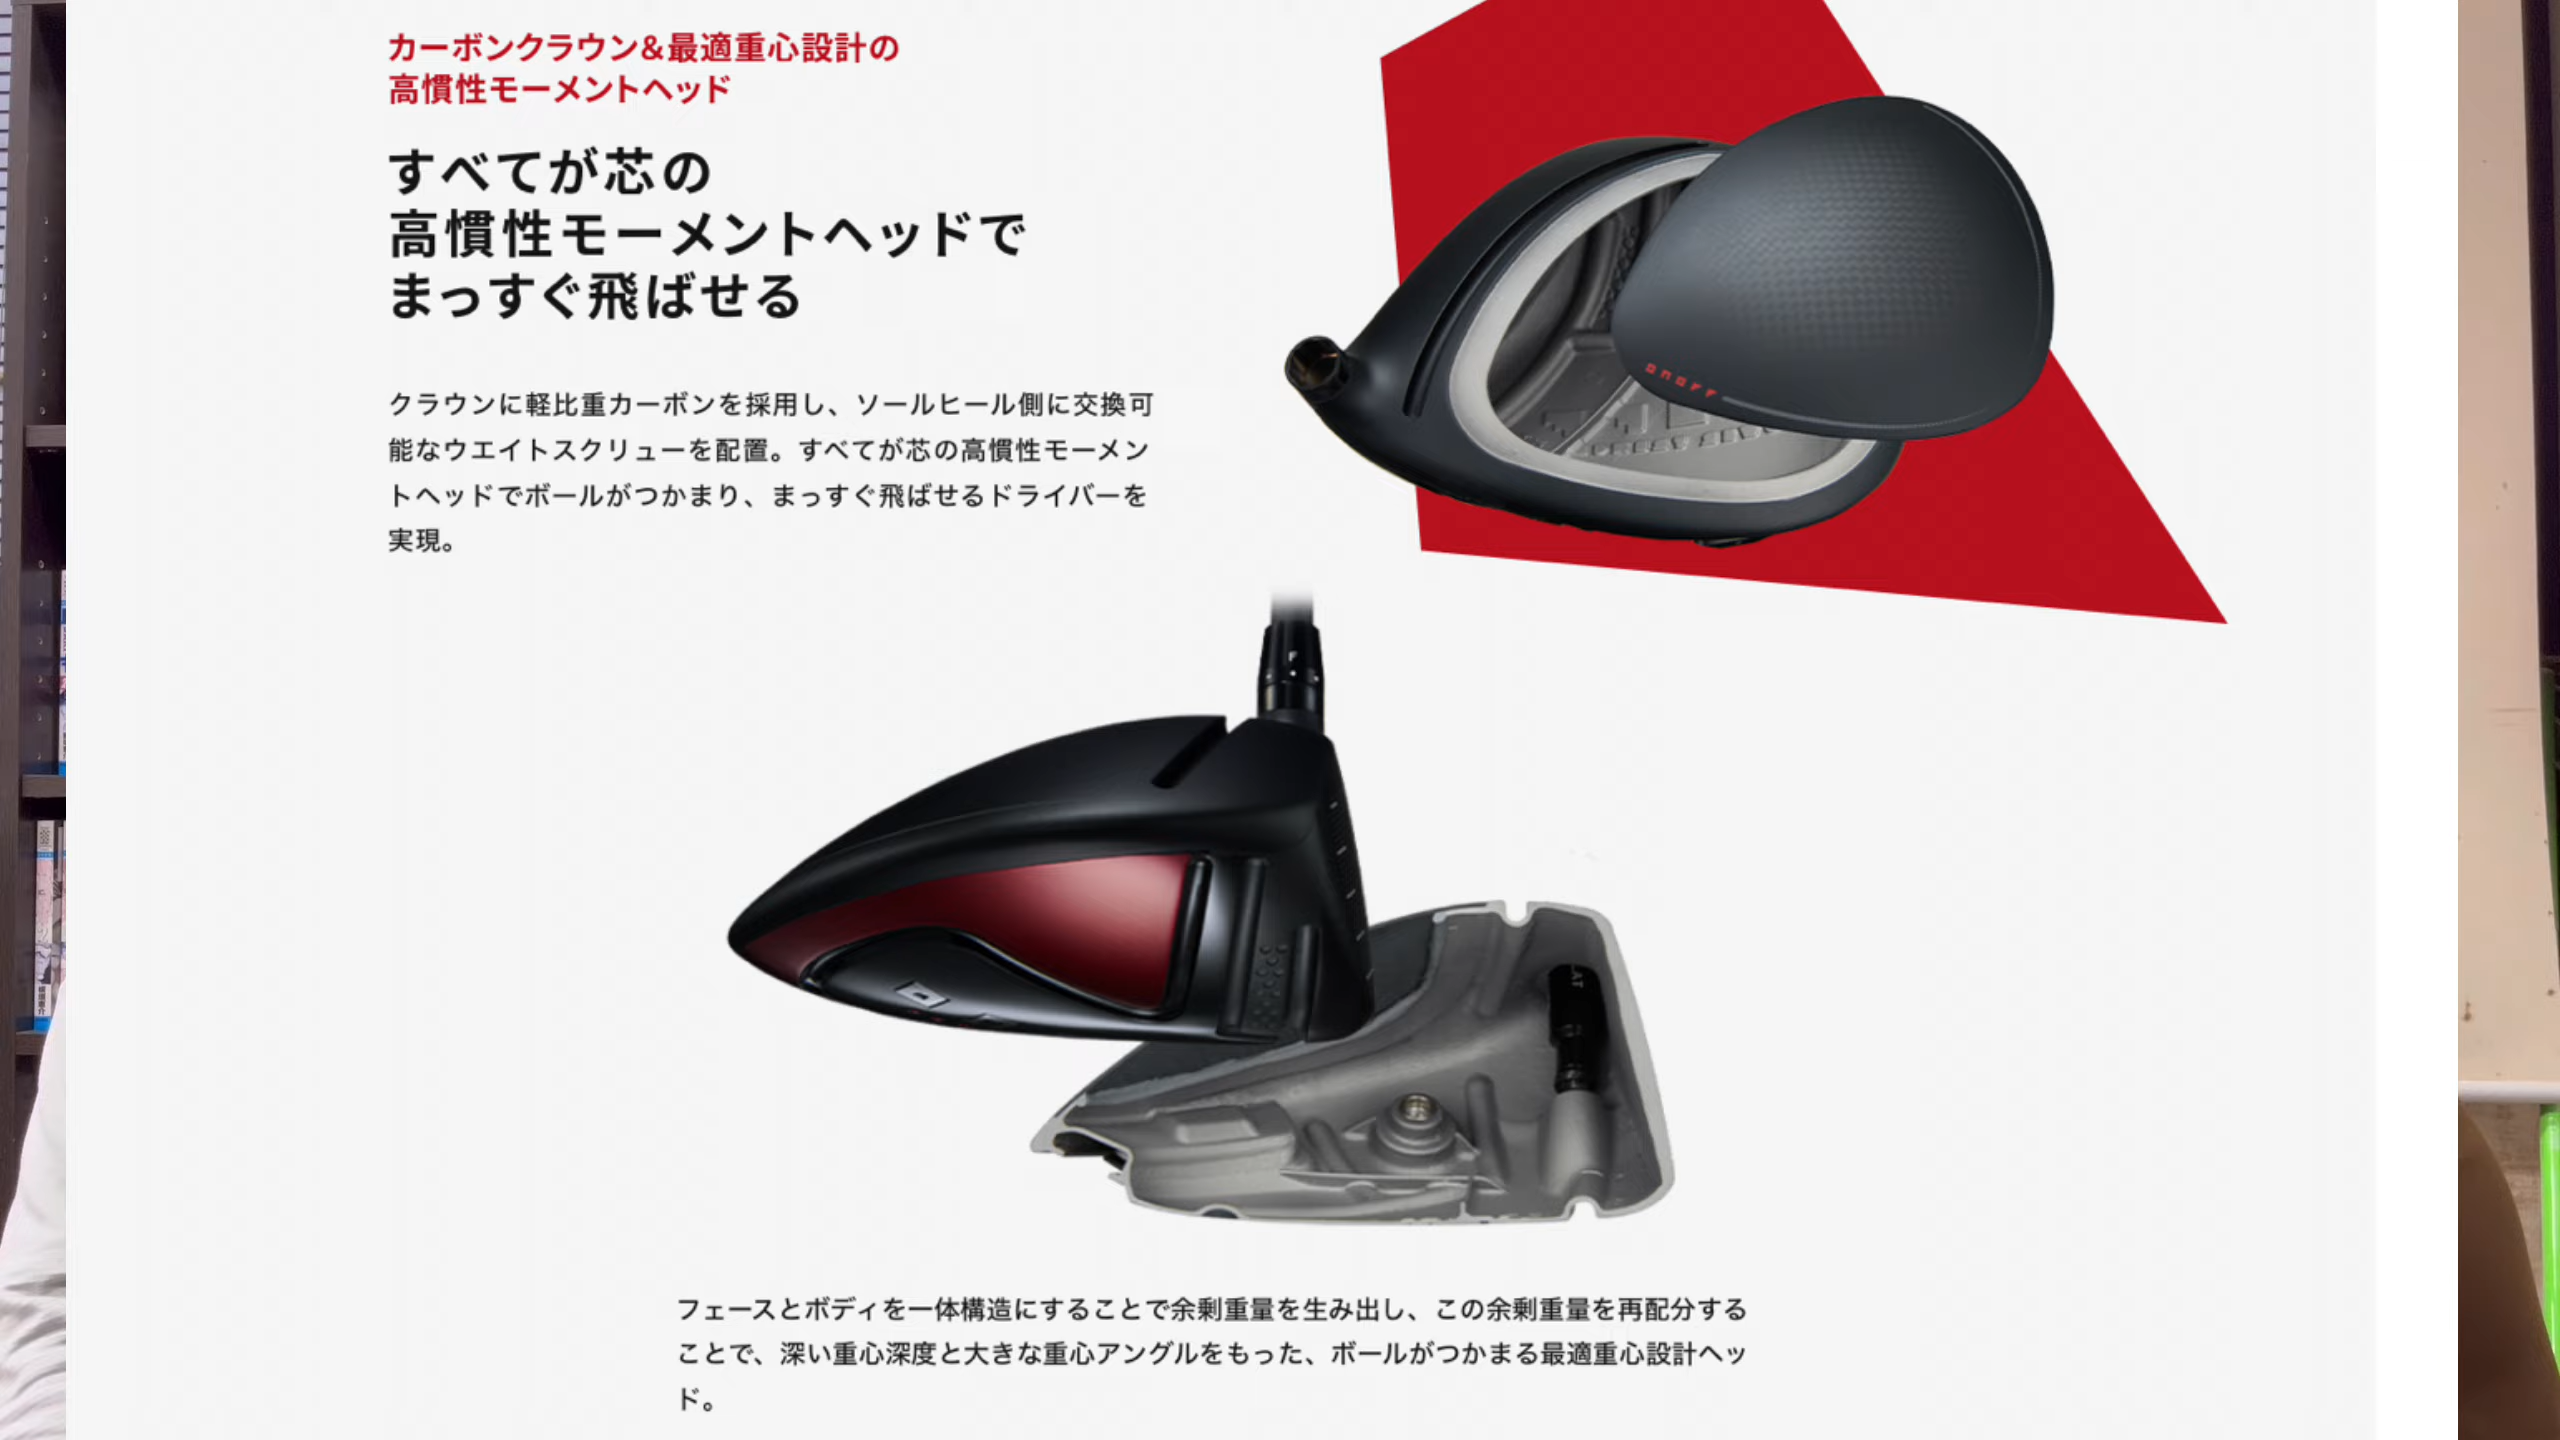 カーボンクラウン&最適重心設計の
高慣性モーメントヘッド
すべてが芯の
高慣性モーメントヘッドで
まっすぐ飛ばせる
クラウンに軽比重カーボンを採用し、ソールヒール側に交換可
能なウエイトスクリューを配置。すべてが芯の高慣性モーメン
トヘッドでボールがつかまり、まっすぐ飛ばせるドライバーを
実現。
onoff
F
LAT
フェースとボディを一体構造にすることで余剰重量を生み出し、この余剰重量を再配分する
ことで、深い重心深度と大きな重心アングルをもった、ボールがつかまる最適重心設計ヘッ
ド。